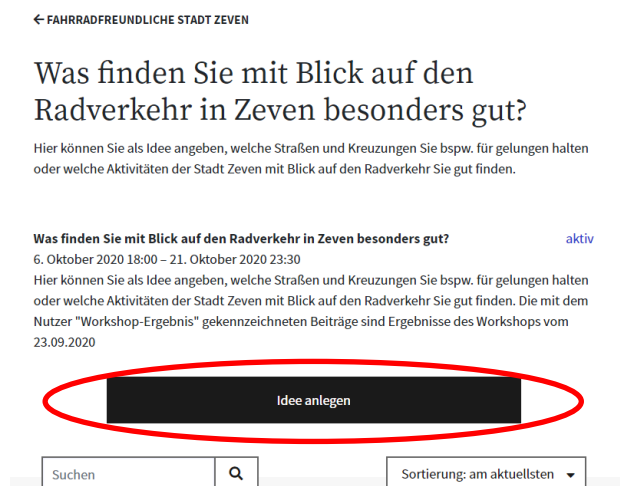 ← FAHRRADFREUNDLICHE STADT ZEVEN
Was finden Sie mit Blick auf den
Radverkehr in Zeven besonders gut?
Hier können Sie als Idee angeben, welche Straßen und Kreuzungen Sie bspw. für gelungen halten
oder welche Aktivitäten der Stadt Zeven mit Blick auf den Radverkehr Sie gut finden.
Was finden Sie mit Blick auf den Radverkehr in Zeven besonders gut? aktiv
6. Oktober 2020 18:00 – 21. Oktober 2020 23:30
Hier können Sie als Idee angeben, welche Straßen und Kreuzungen Sie bspw. für gelungen halten
oder welche Aktivitäten der Stadt Zeven mit Blick auf den Radverkehr Sie gut finden. Die mit dem
Nutzer "Workshop-Ergebnis" gekennzeichneten Beiträge sind Ergebnisse des Workshops vom
23.09.2020
Idee anlegen
Suchen Sortierung: am aktuellsten